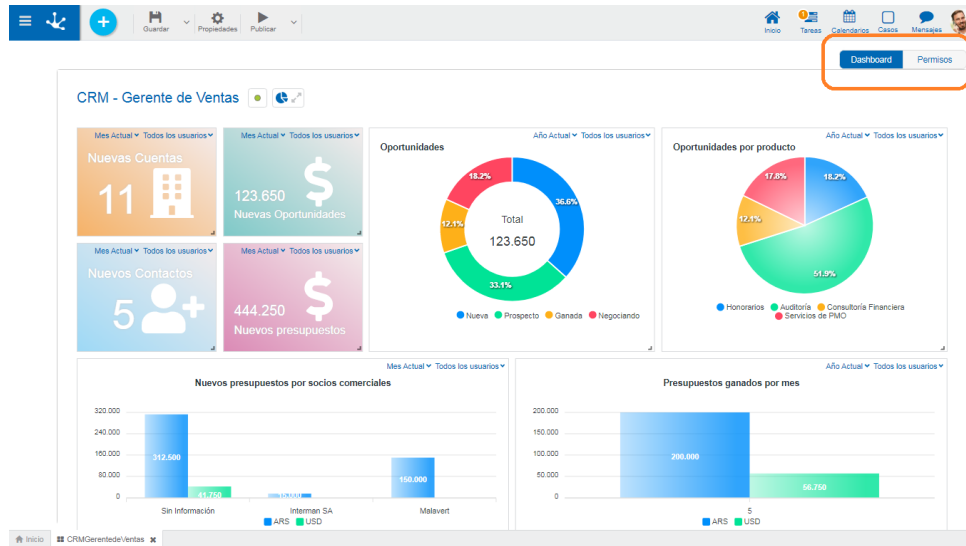 Guardar
Propiedades
Publicar
Inicio
Tareas
Calendarios
Casos
Mensajes
1
Dashboard
Permisos
CRM - Gerente de Ventas
Mes Actual Todos los usuarios
Nuevas Cuentas
11
Mes Actual Todos los usuarios
$
123.650
Nuevas Oportunidades
Mes Actual Todos los usuarios
Nuevos Contactos
5
Mes Actual Todos los usuarios
$
444.250
Nuevos presupuestos
Año Actual Todos los usuarios
Oportunidades
18.2%
36.6%
12.1%
33.1%
Total
123.650
Nueva Prospecto Ganada Negociando
Año Actual Todos los usuarios
Oportunidades por producto
17.8%
18.2%
12.1%
51.9%
Honorarios Auditoría Consultoría Financiera
Servicios de PMO
Mes Actual Todos los usuarios
Nuevos presupuestos por socios comerciales
320.000
240.000
160.000
80.000
0
312.500
41.750
15.000
150.000
Sin Información
Interman SA
Malavert
ARS USD
Año Actual Todos los usuarios
Presupuestos ganados por mes
200.000
150.000
100.000
50.000
0
200.000
56.750
5
ARS USD
Inicio
CRMGerentedeVentas